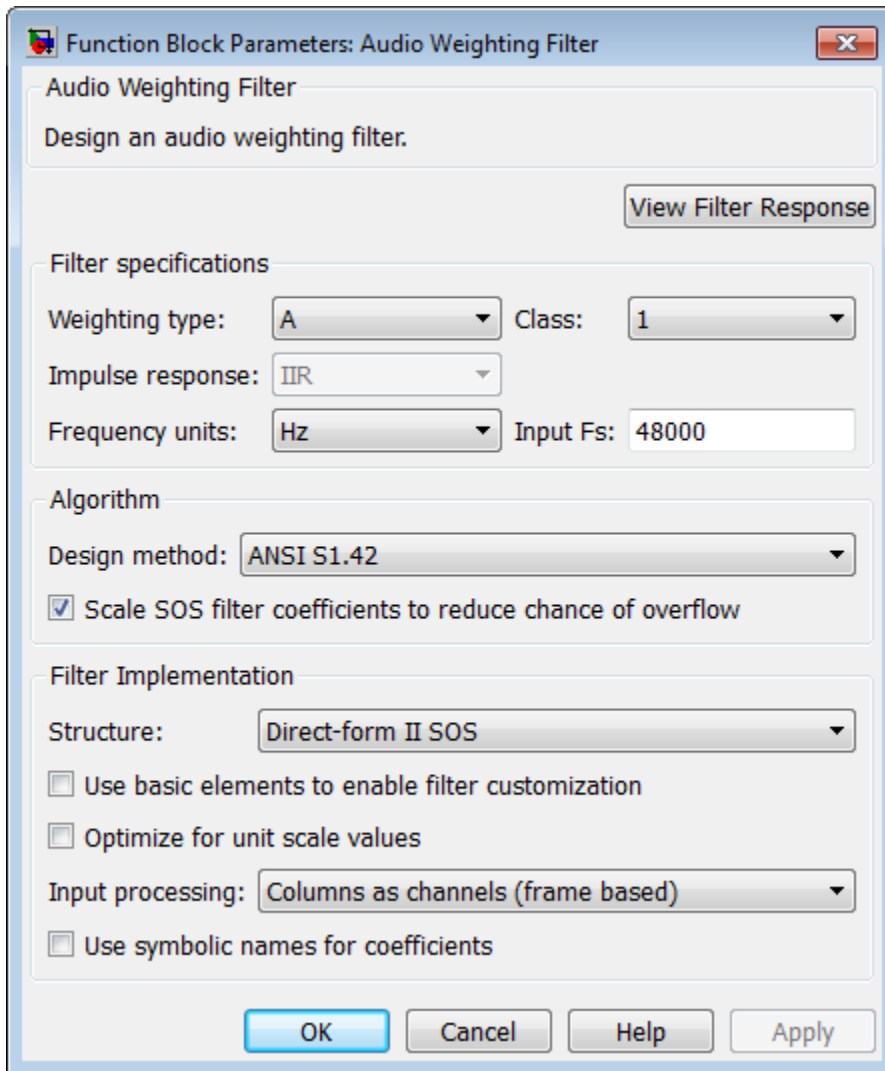 Function Block Parameters: Audio Weighting Filter
Audio Weighting Filter
Design an audio weighting filter.
View Filter Response
Filter specifications
Weighting type: A Class: 1
Impulse response: IIR
Frequency units: Hz Input Fs: 48000
Algorithm
Design method: ANSI S1.42
Scale SOS filter coefficients to reduce chance of overflow
Filter Implementation
Structure: Direct-form II SOS
Use basic elements to enable filter customization
Optimize for unit scale values
Input processing: Columns as channels (frame based)
Use symbolic names for coefficients
OK Cancel Help Apply